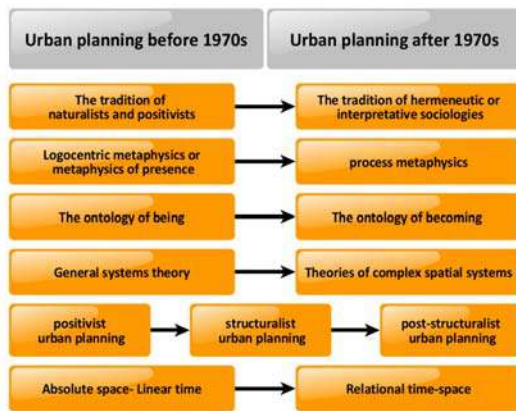 Urban planning before 1970s
Urban planning after 1970s
The tradition of
naturalists and positivists
The tradition of hermeneutic or
interpretative sociologies
Logocentric metaphysics or
metaphysics of presence
process metaphysics
The ontology of being
The ontology of becoming
General systems theory
Theories of complex spatial systems
positivist
urban planning
structuralist
urban planning
post-structuralist
urban planning
Absolute space- Linear time
Relational time-space